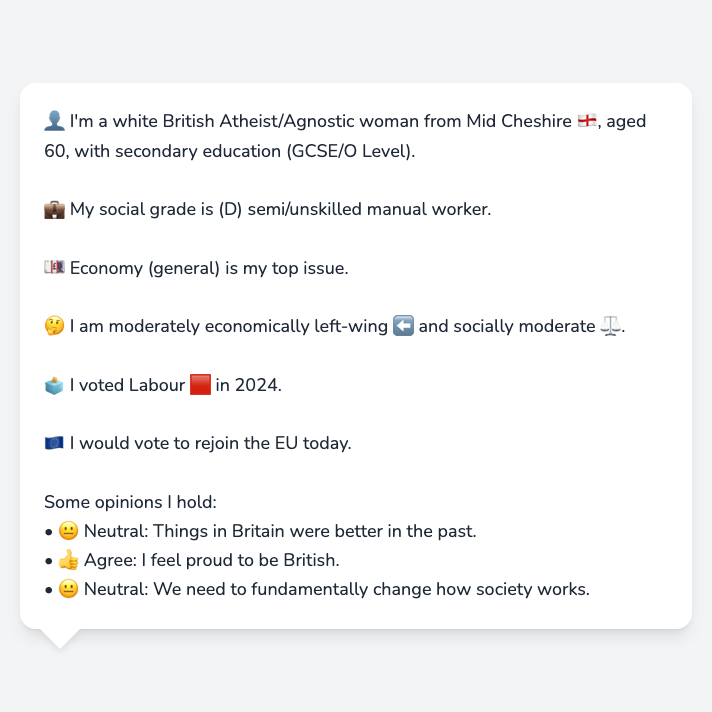 👤 I'm a white British Atheist/Agnostic woman from Mid Cheshire 🏴󠁧󠁢󠁥󠁮󠁧󠁿, aged
60, with secondary education (GCSE/O Level).
💼 My social grade is (D) semi/unskilled manual worker.
💷 Economy (general) is my top issue.
🤔 I am moderately economically left-wing ⬅️ and socially moderate ⚖️.
🗳️ I voted Labour 🟥 in 2024.
🇪🇺 I would vote to rejoin the EU today.
Some opinions I hold:
• 😐 Neutral: Things in Britain were better in the past.
• 👍 Agree: I feel proud to be British.
• 😐 Neutral: We need to fundamentally change how society works.